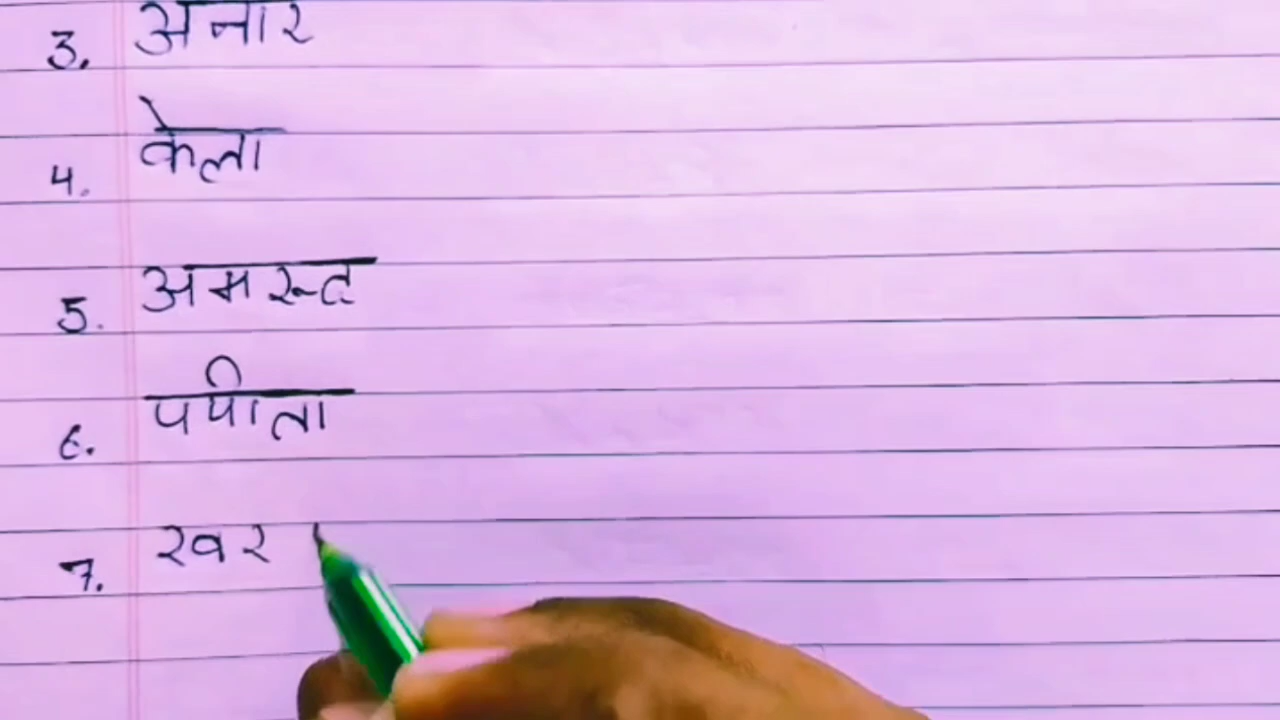 3. अनार
4. केला
5. अमरूद
6. पपीता
7. खर